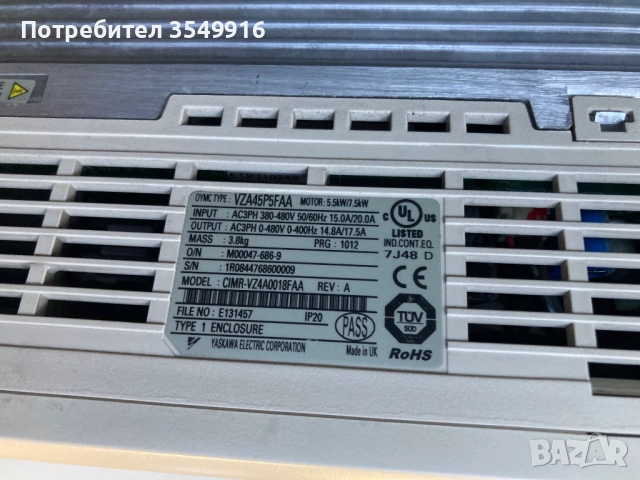 Потребител 3549916
OYMC TYPE : VZA45P5FAA MOTOR: 5.5kW/7.5kW
INPUT : AC3PH 380-480V 50/60Hz 15.0A/20.0A
OUTPUT : AC3PH 0-480V 0-400Hz 14.8A/17.5A
MASS : 3.8kg PRG : 1012
O/N : M00047-686-9
S/N : 1R0844768600009
MODEL : CIMR-VZ4A0018FAA REV : A
FILE NO : E131457 IP20
TYPE 1 ENCLOSURE
YASKAWA ELECTRIC CORPORATION
PASS
Made in UK
C UL US
LISTED
IND.CONT.EQ.
7J48 D
CE
TÜV
RoHS
BAZAR